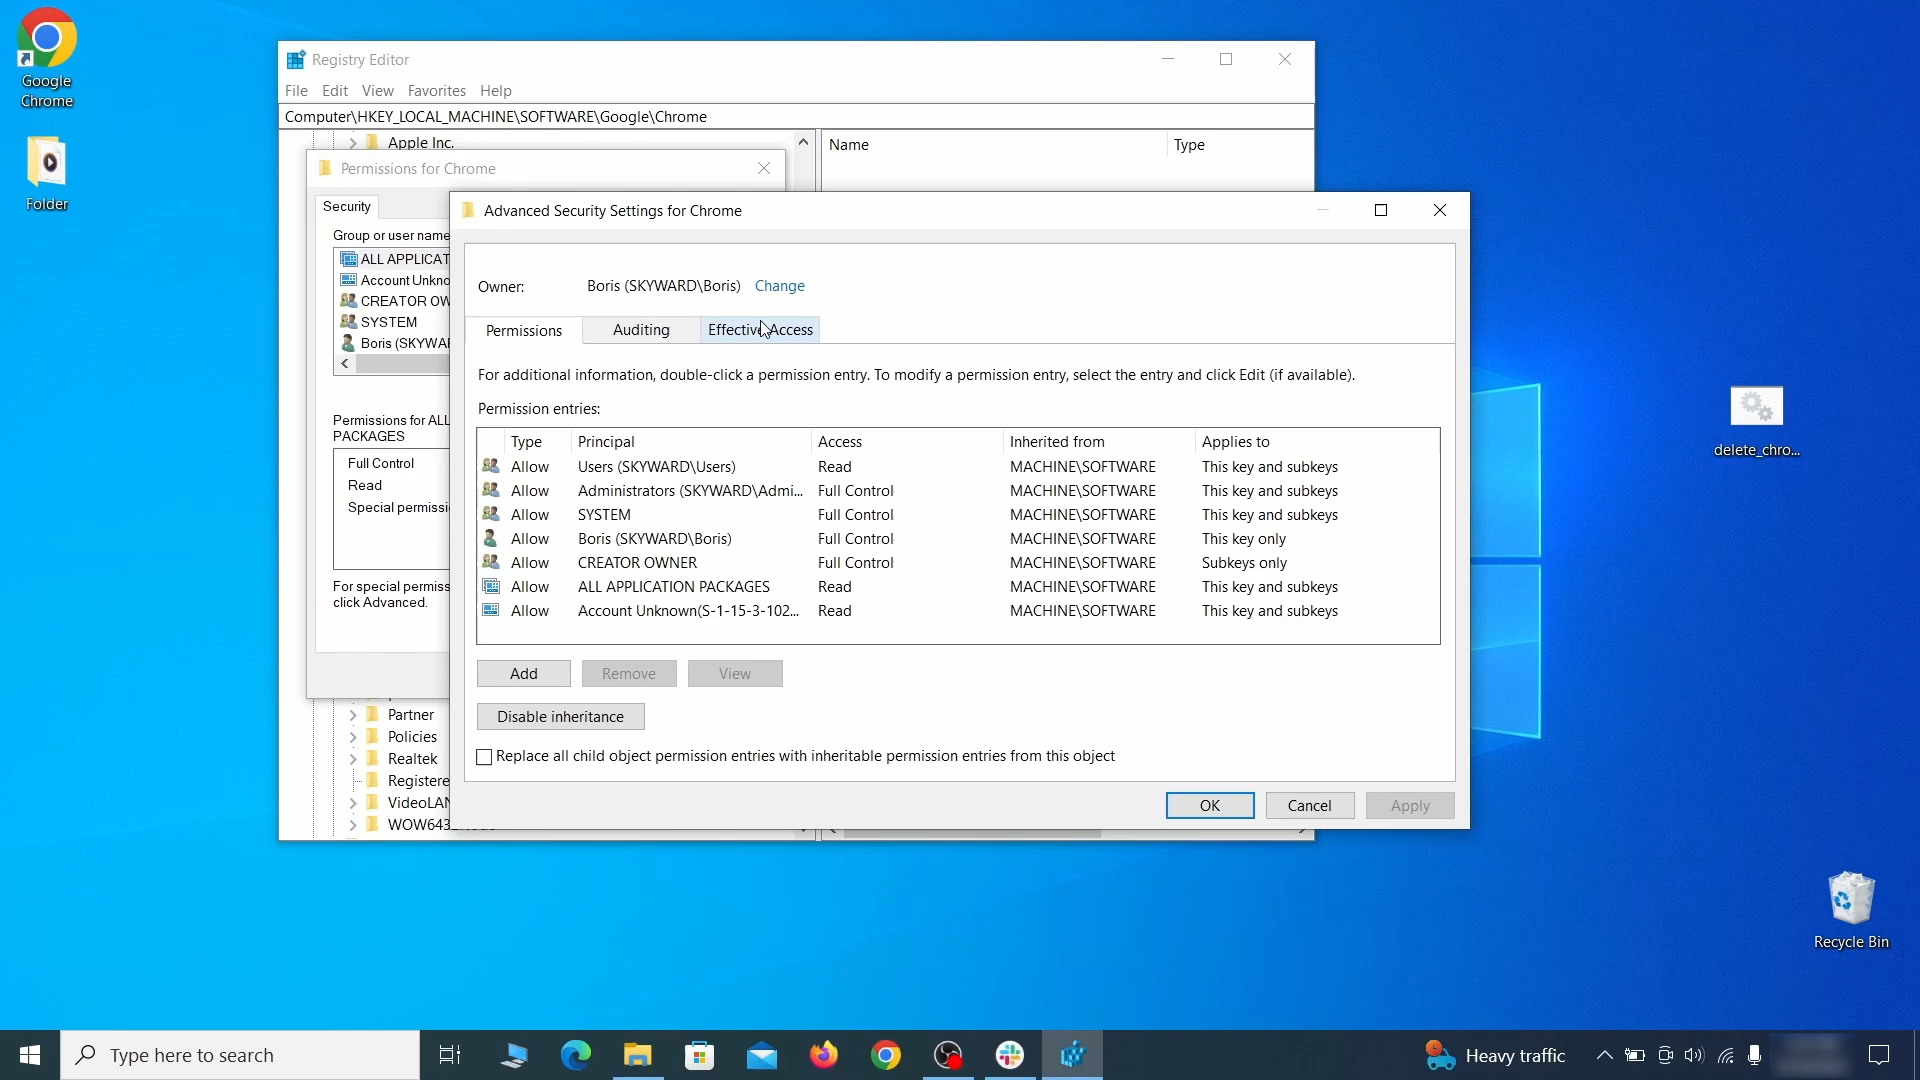 Google
Chrome
Folder
Registry Editor
File Edit View Favorites Help
Computer\HKEY_LOCAL_MACHINE\SOFTWARE\Google\Chrome
Apple Inc.
Name Type
Permissions for Chrome
Security
Group or user name
ALL APPLICAT
Account Unkno
CREATOR OW
SYSTEM
Boris (SKYWA
Permissions for ALL
PACKAGES
Full Control
Read
Special permissi
For special permiss
click Advanced.
Partner
Policies
Realtek
Registere
VideoLAN
Advanced Security Settings for Chrome
Owner: Boris (SKYWARD\Boris) Change
Permissions Auditing Effective Access
For additional information, double-click a permission entry. To modify a permission entry, select the entry and click Edit (if available).
Permission entries:
Type Principal Access Inherited from Applies to
Allow Users (SKYWARD\Users) Read MACHINE\SOFTWARE This key and subkeys
Allow Administrators (SKYWARD\Admi... Full Control MACHINE\SOFTWARE This key and subkeys
Allow SYSTEM Full Control MACHINE\SOFTWARE This key and subkeys
Allow Boris (SKYWARD\Boris) Full Control MACHINE\SOFTWARE This key only
Allow CREATOR OWNER Full Control MACHINE\SOFTWARE Subkeys only
Allow ALL APPLICATION PACKAGES Read MACHINE\SOFTWARE This key and subkeys
Allow Account Unknown(S-1-15-3-102... Read MACHINE\SOFTWARE This key and subkeys
Add Remove View
Disable inheritance
Replace all child object permission entries with inheritable permission entries from this object
OK Cancel Apply
delete_chro...
Recycle Bin
Type here to search
Heavy traffic